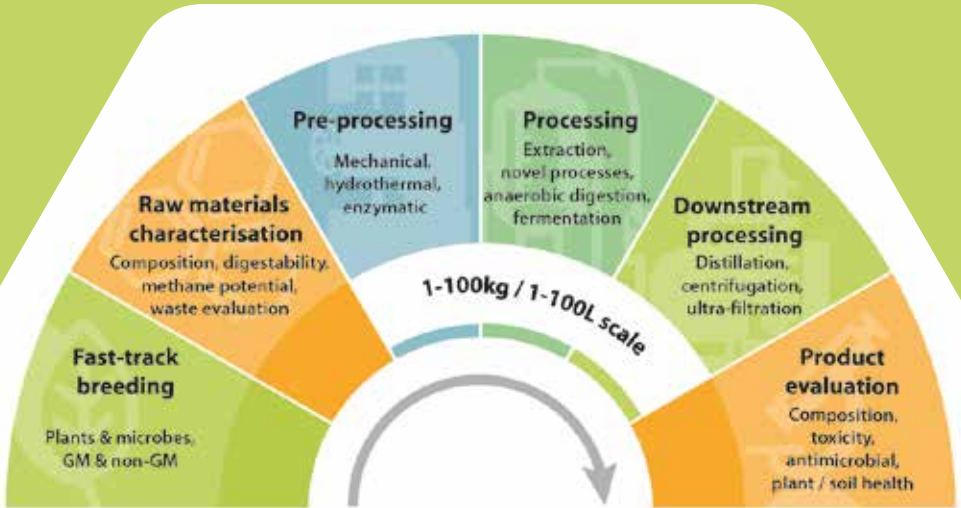 Fast-track
breeding
Plants & microbes,
GM & non-GM
Raw materials
characterisation
Composition, digestability,
methane potential,
waste evaluation
Pre-processing
Mechanical,
hydrothermal,
enzymatic
Processing
Extraction,
novel processes,
anaerobic digestion,
fermentation
Downstream
processing
Distillation,
centrifugation,
ultra-filtration
Product
evaluation
Composition,
toxicity,
antimicrobial,
plant / soil health
1-100kg / 1-100L scale